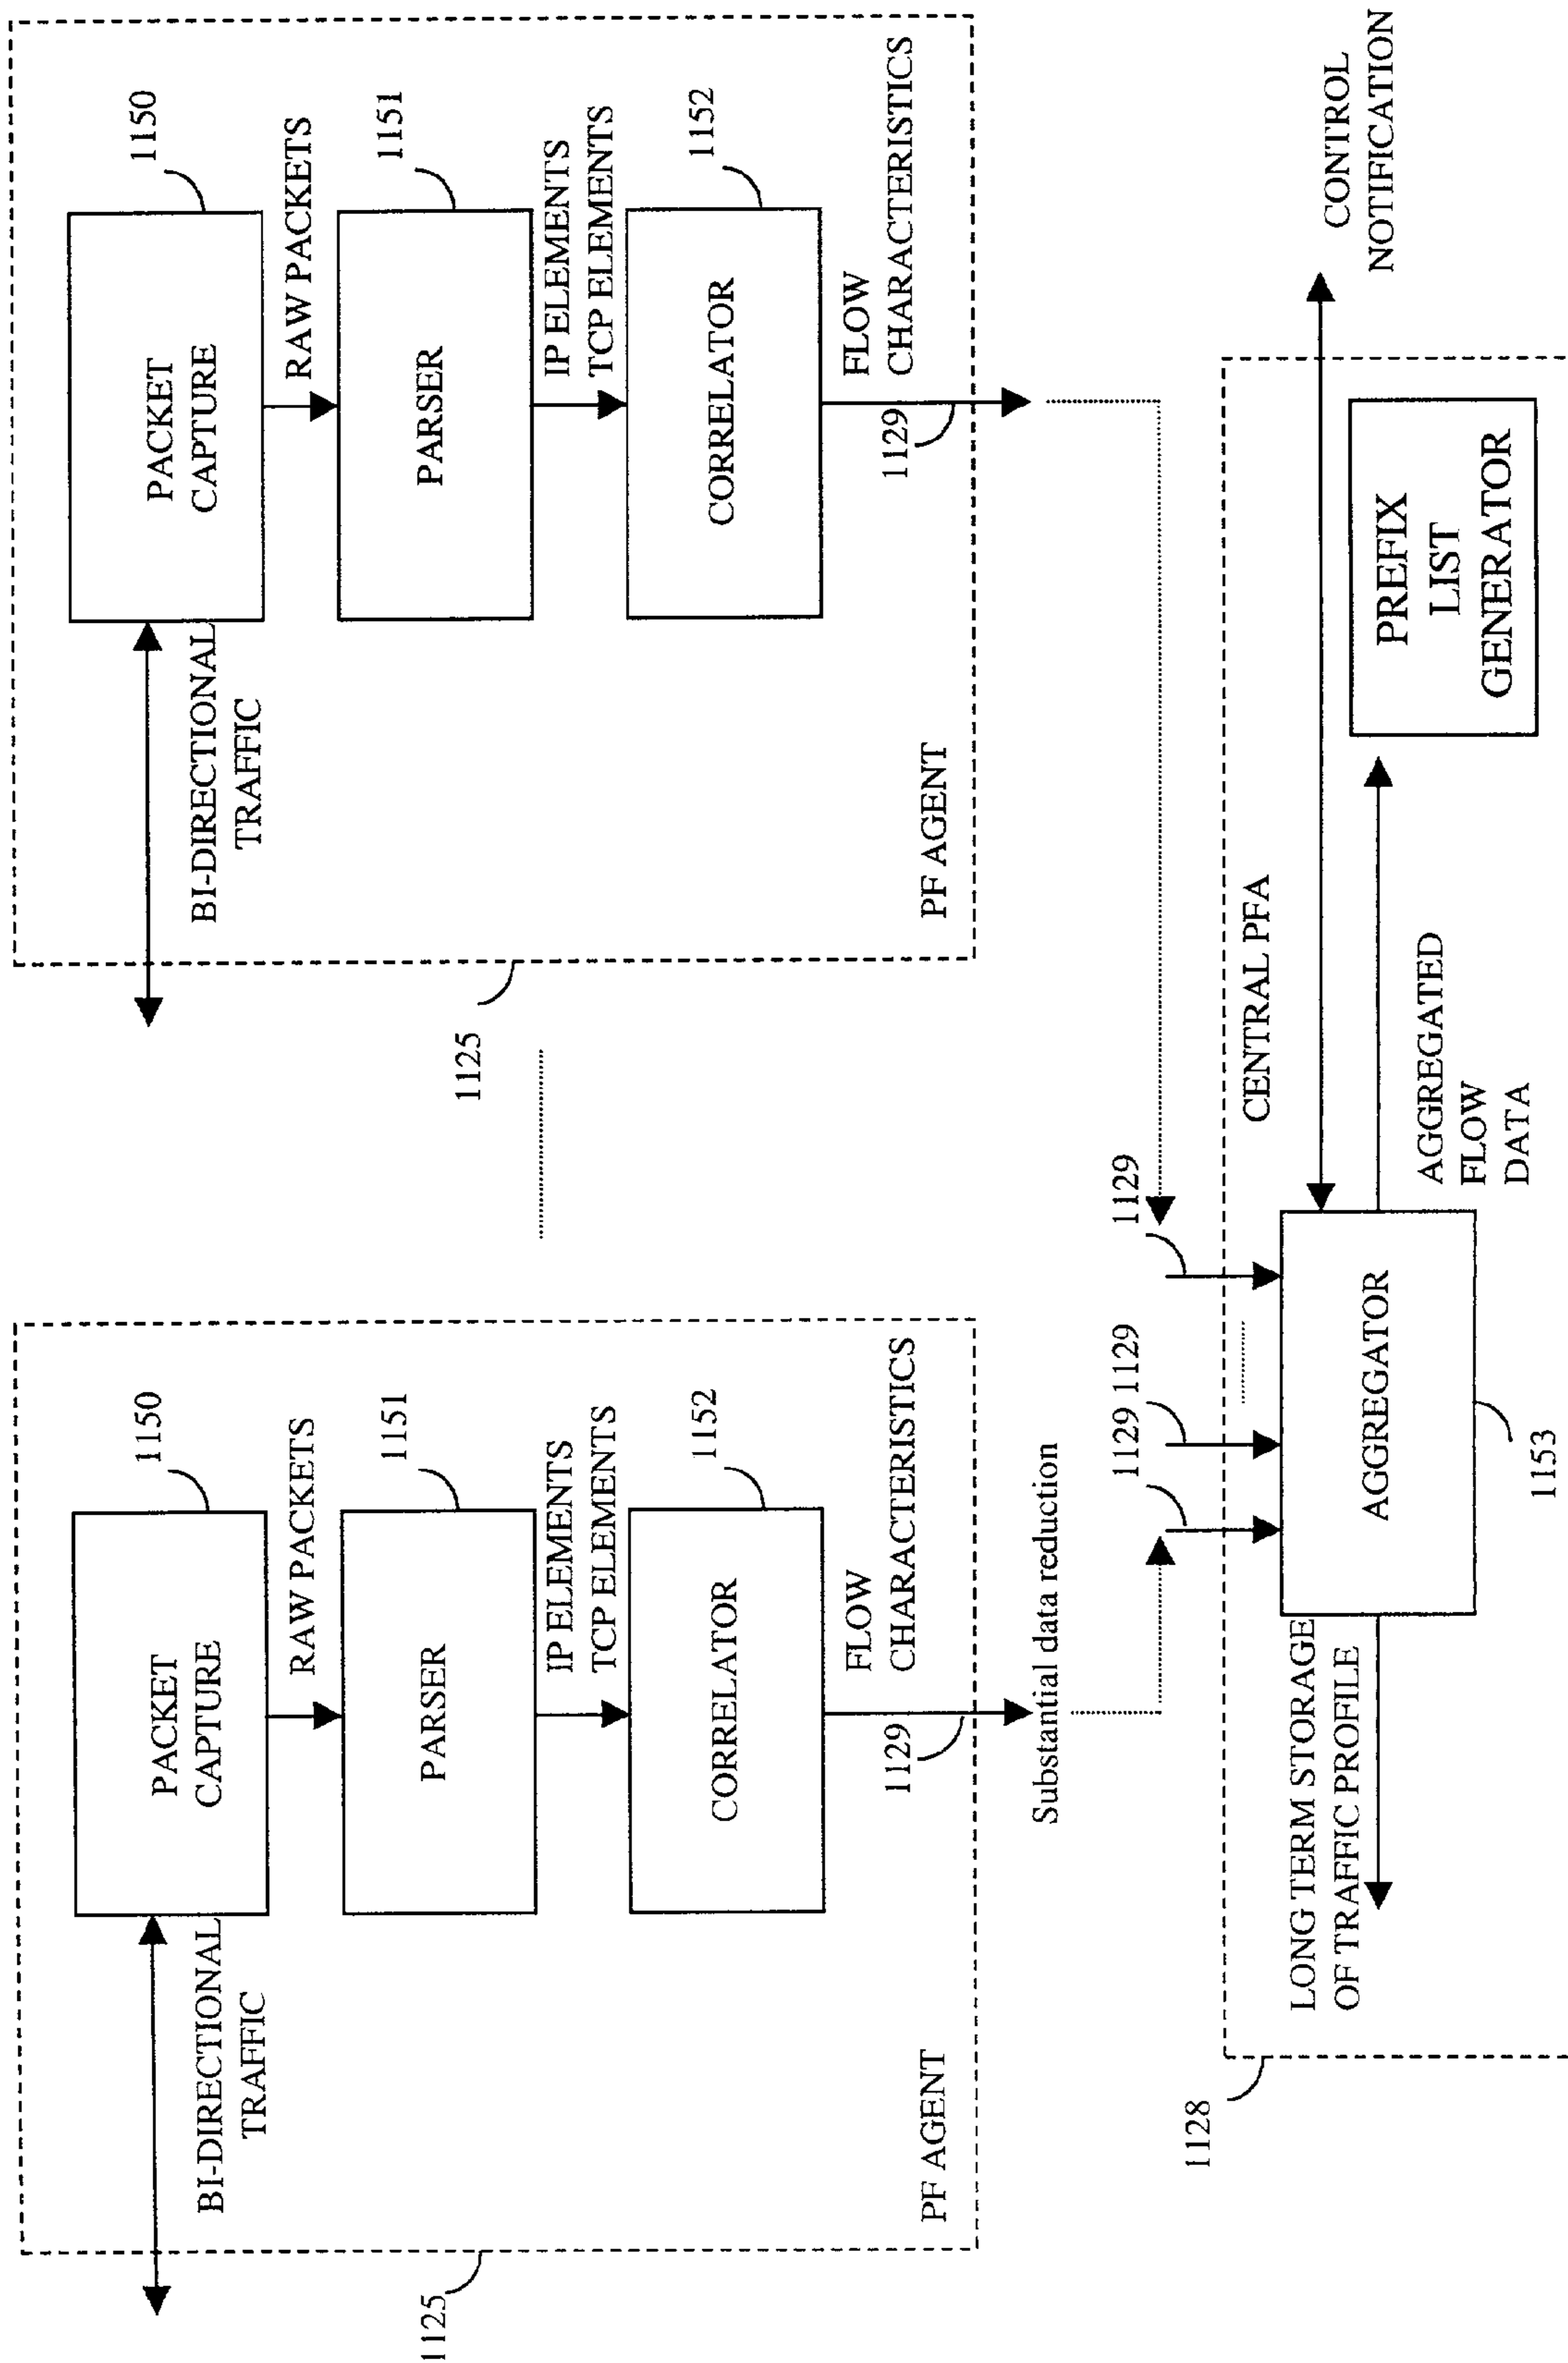 1125
BI-DIRECTIONAL
TRAFFIC
PACKET
CAPTURE
1150
RAW PACKETS
PARSER
1151
IP ELEMENTS
TCP ELEMENTS
CORRELATOR
1152
FLOW
CHARACTERISTICS
1129
PF AGENT
1125
BI-DIRECTIONAL
TRAFFIC
PACKET
CAPTURE
1150
RAW PACKETS
PARSER
1151
IP ELEMENTS
TCP ELEMENTS
CORRELATOR
1152
FLOW
CHARACTERISTICS
1129
PF AGENT
Substantial data reduction
1129 1129
1129
1128
CENTRAL PFA
LONG TERM STORAGE
OF TRAFFIC PROFILE
AGGREGATOR
1153
AGGREGATED
FLOW
DATA
PREFIX
LIST
GENERATOR
CONTROL
NOTIFICATION